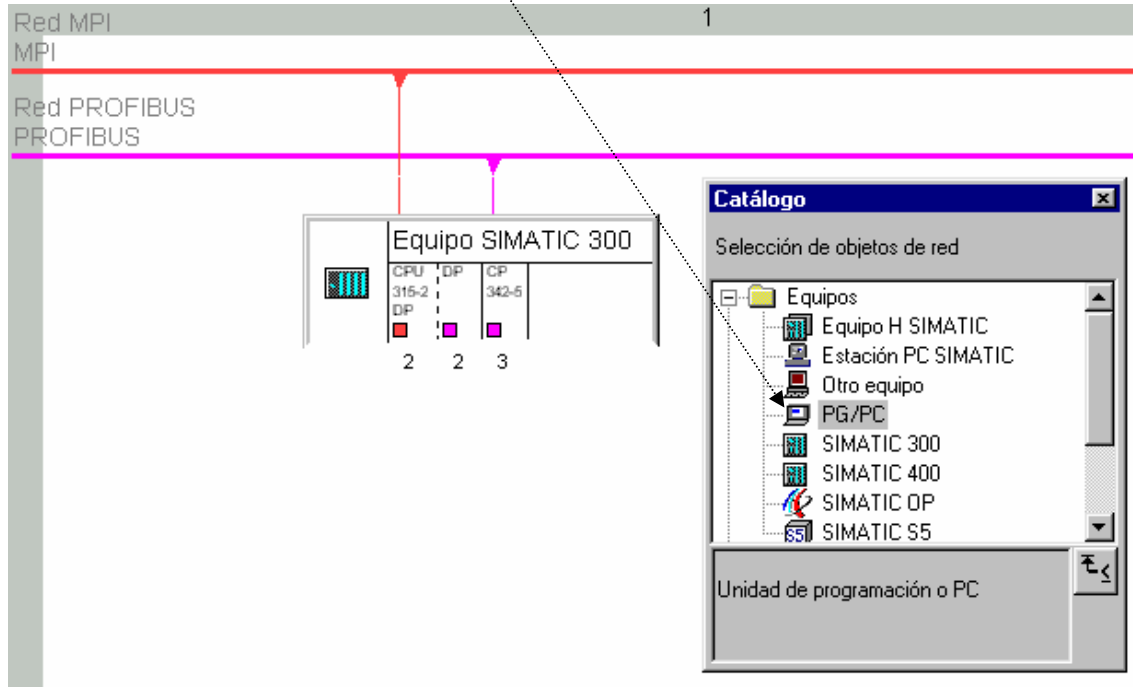 Red MPI
1
MPI
Red PROFIBUS
PROFIBUS
Equipo SIMATIC 300
CPU 315-2 DP
DP
CP 342-5
2 2 3
Catálogo
Selección de objetos de red
Equipos
Equipo H SIMATIC
Estación PC SIMATIC
Otro equipo
PG/PC
SIMATIC 300
SIMATIC 400
SIMATIC OP
S5 SIMATIC S5
Unidad de programación o PC